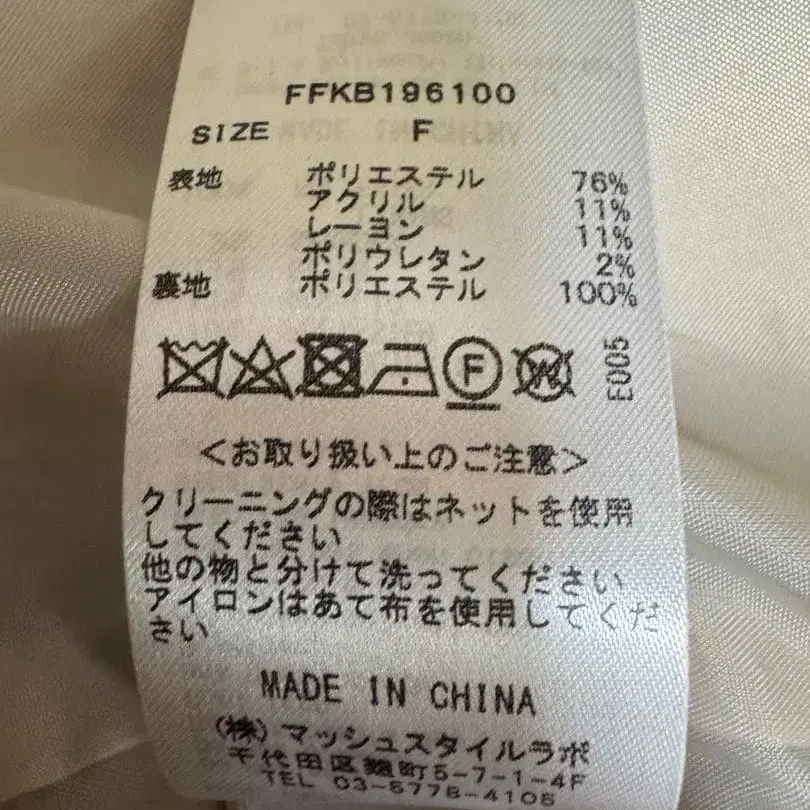 FFKB196100
SIZE F
表地 ポリエステル 76%
アクリル 11%
レーヨン 11%
ポリウレタン 2%
裏地 ポリエステル 100%
F W E005
<お取り扱い上のご注意>
クリーニングの際はネットを使用
してください
他の物と分けて洗ってください
アイロンはあて布を使用してくだ
さい
MADE IN CHINA
(株)マッシュスタイルラボ
千代田区麹町5-7-1-4F
TEL 03-5778-4105